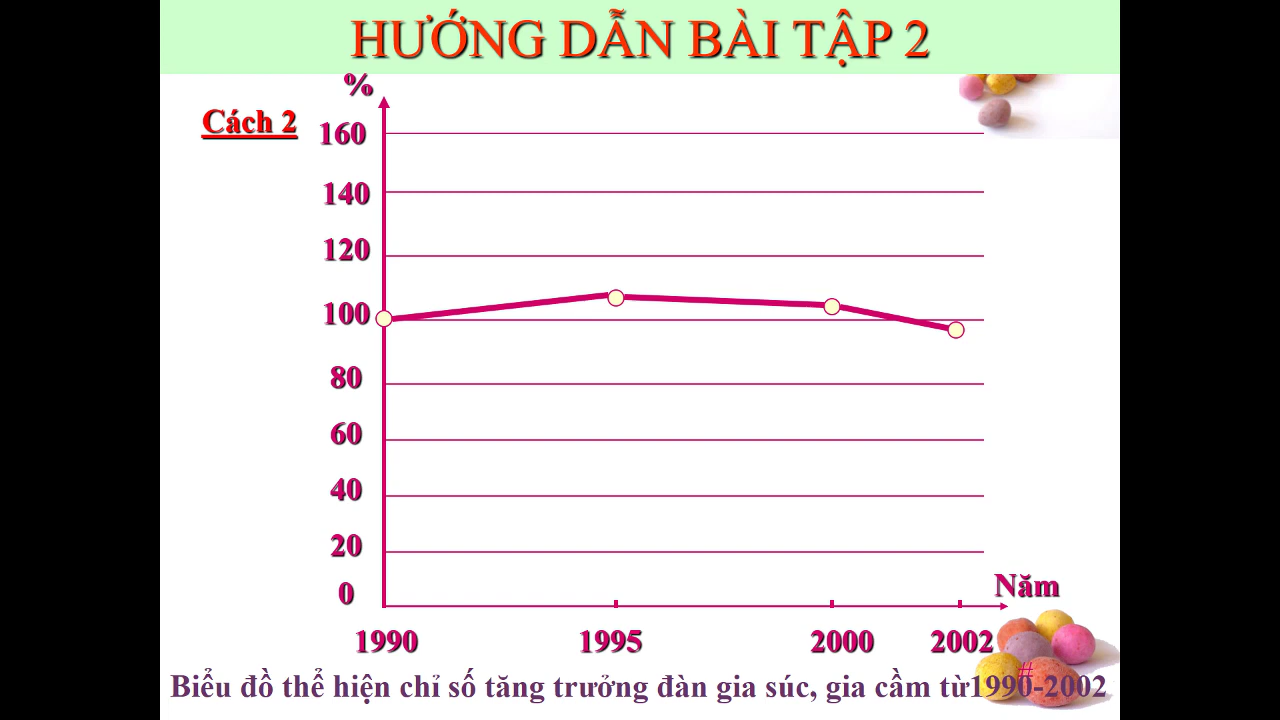 HƯỚNG DẪN BÀI TẬP 2
%
Cách 2
160
140
120
100
80
60
40
20
0
Năm
1990 1995 2000 2002
#
Biểu đồ thể hiện chỉ số tăng trưởng đàn gia súc, gia cầm từ1990-2002